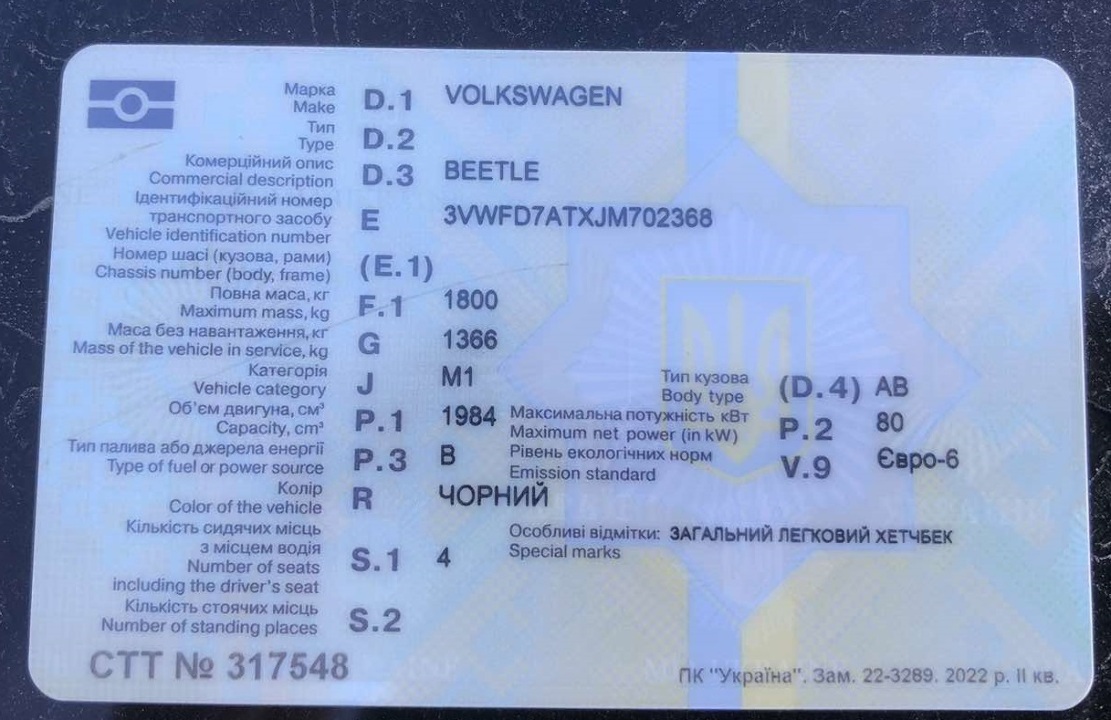 Марка
Make D.1 VOLKSWAGEN
Тип
Type D.2
Комерційний опис
Commercial description D.3 BEETLE
Ідентифікаційний номер
транспортного засобу E 3VWFD7ATXJM702368
Vehicle identification number
Номер шасі (кузова, рами)
Chassis number (body, frame) (E.1)
Повна маса, кг
Maximum mass, kg F.1 1800
Маса без навантаження, кг
Mass of the vehicle in service, kg G 1366
Категорія
Vehicle category J M1
Тип кузова
Body type (D.4) AB
Об'єм двигуна, см³
Capacity, cm³ P.1 1984
Максимальна потужність кВт
Maximum net power (in kW) P.2 80
Тип палива або джерела енергії
Type of fuel or power source P.3 B
Рівень екологічних норм
Emission standard V.9 Євро-6
Колір
Color of the vehicle R ЧОРНИЙ
Кількість сидячих місць
з місцем водія
Number of seats S.1 4
including the driver's seat
Особливі відмітки: ЗАГАЛЬНИЙ ЛЕГКОВИЙ ХЕТЧБЕК
Special marks
Кількість стоячих місць
Number of standing places S.2
СТТ № 317548
ПК "Україна". Зам. 22-3289. 2022 р. II кв.